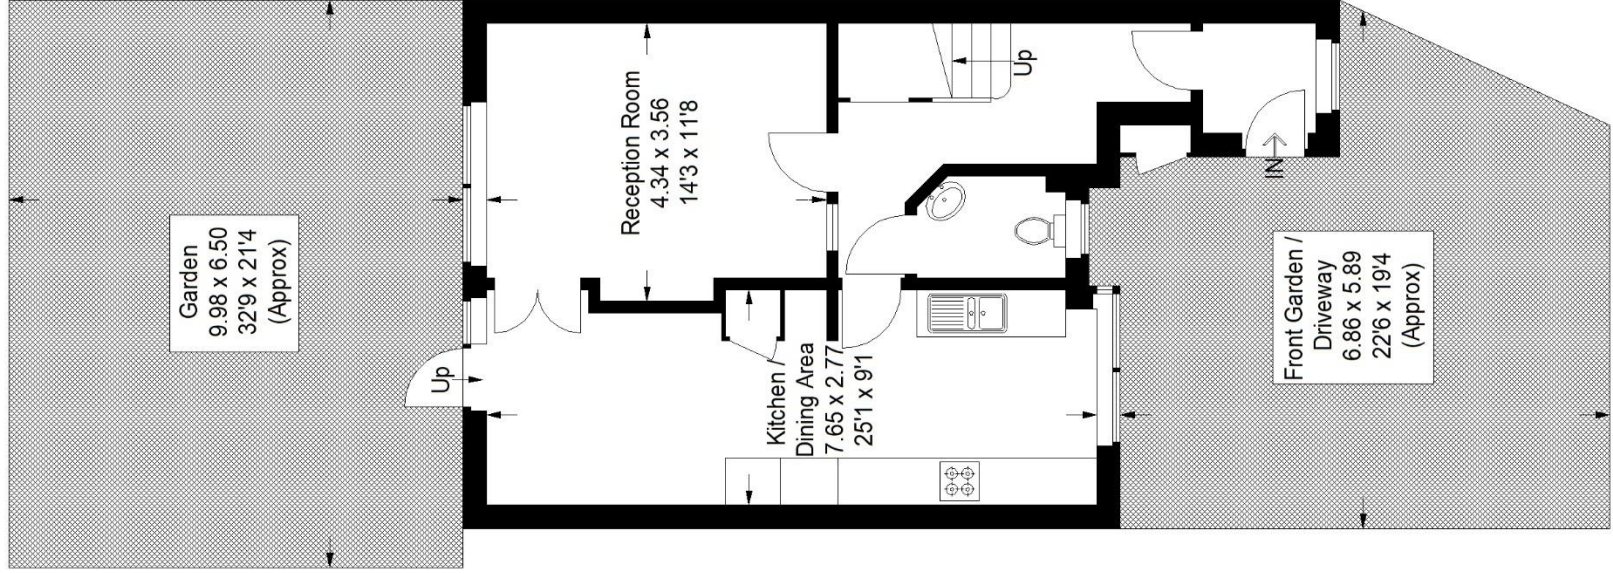 Garden
9.98 x 6.50
32'9 x 21'4
(Approx)
Up
Reception Room
4.34 x 3.56
14'3 x 11'8
Kitchen /
Dining Area
7.65 x 2.77
25'1 x 9'1
Up
IN
Front Garden /
Driveway
6.86 x 5.89
22'6 x 19'4
(Approx)